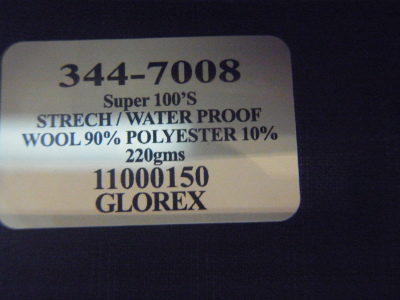 344-7008
Super 100'S
STRECH / WATER PROOF
WOOL 90% POLYESTER 10%
220gms
11000150
GLOREX